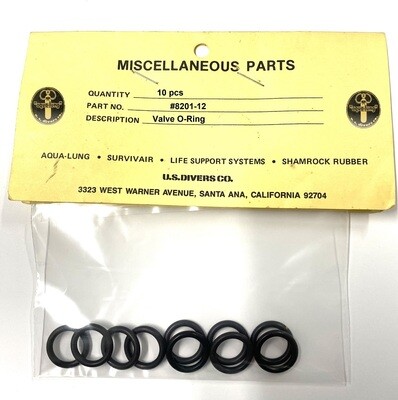 MISCELLANEOUS PARTS
QUANTITY 10 pcs
PART NO. #8201-12
DESCRIPTION Valve O-Ring
AQUA-LUNG • SURVIVAIR • LIFE SUPPORT SYSTEMS • SHAMROCK RUBBER
U.S. DIVERS CO.
3323 WEST WARNER AVENUE, SANTA ANA, CALIFORNIA 92704